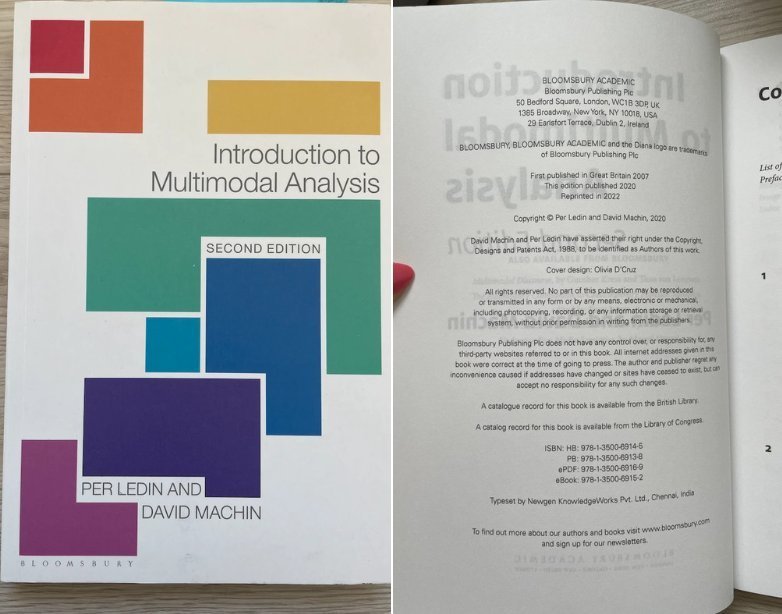 Introduction to
Multimodal Analysis
SECOND EDITION
PER LEDIN AND
DAVID MACHIN
BLOOMSBURY
BLOOMSBURY ACADEMIC
Bloomsbury Publishing Plc
50 Bedford Square, London, WC1B 3DP, UK
1385 Broadway, New York, NY 10018, USA
29 Earlsfort Terrace, Dublin 2, Ireland
BLOOMSBURY, BLOOMSBURY ACADEMIC and the Diana logo are trademarks
of Bloomsbury Publishing Plc
First published in Great Britain 2007
This edition published 2020
Reprinted in 2022
Copyright © Per Ledin and David Machin, 2020
David Machin and Per Ledin have asserted their right under the Copyright,
Designs and Patents Act, 1988, to be identified as Authors of this work.
Cover design: Olivia D'Cruz
All rights reserved. No part of this publication may be reproduced
or transmitted in any form or by any means, electronic or mechanical,
including photocopying, recording, or any information storage or retrieval
system, without prior permission in writing from the publishers.
Bloomsbury Publishing Plc does not have any control over, or responsibility for, any
third-party websites referred to or in this book. All internet addresses given in this
book were correct at the time of going to press. The author and publisher regret any
inconvenience caused if addresses have changed or sites have ceased to exist, but can
accept no responsibility for any such changes.
A catalogue record for this book is available from the British Library.
A catalog record for this book is available from the Library of Congress.
ISBN: HB: 978-1-3500-6914-5
PB: 978-1-3500-6913-8
ePDF: 978-1-3500-6916-9
eBook: 978-1-3500-6915-2
Typeset by Newgen KnowledgeWorks Pvt. Ltd., Chennai, India
To find out more about our authors and books visit www.bloomsbury.com
and sign up for our newsletters.
Co
List of
Prefac
1
2